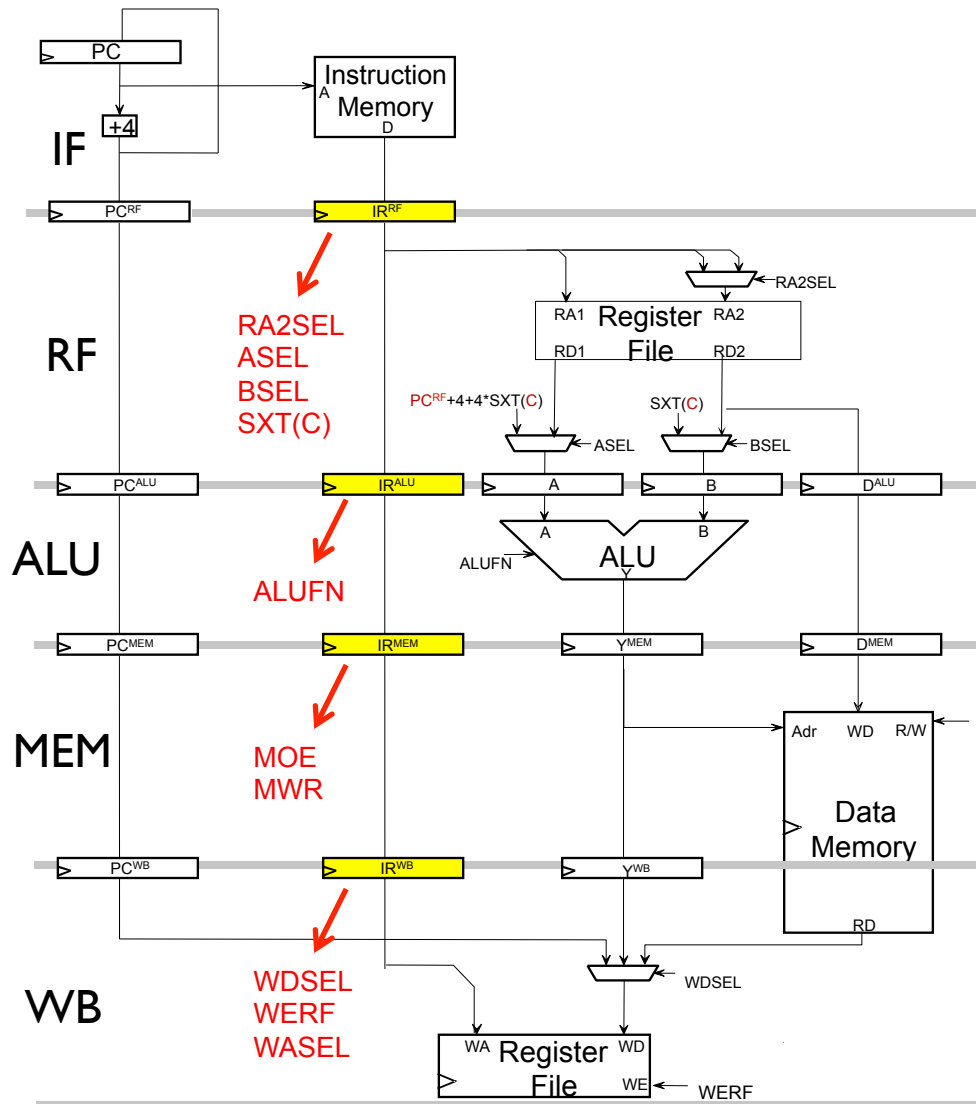 PC
Instruction
Memory
A
D
+4
IF
PCRF
IRRF
RA2SEL
RA1
RA2
Register
File
RD1
RD2
RF
RA2SEL
ASEL
BSEL
SXT(C)
PCRF+4+4*SXT(C)
SXT(C)
ASEL
BSEL
PCALU
IRALU
A
B
DALU
A
B
ALU
Y
ALUFN
ALU
ALUFN
PCMEM
IRMEM
YMEM
DMEM
MEM
MOE
MWR
Adr
WD
R/W
Data
Memory
RD
PCWB
IRWB
YWB
WDSEL
WB
WDSEL
WERF
WASEL
WA
Register
File
WD
WE
WERF